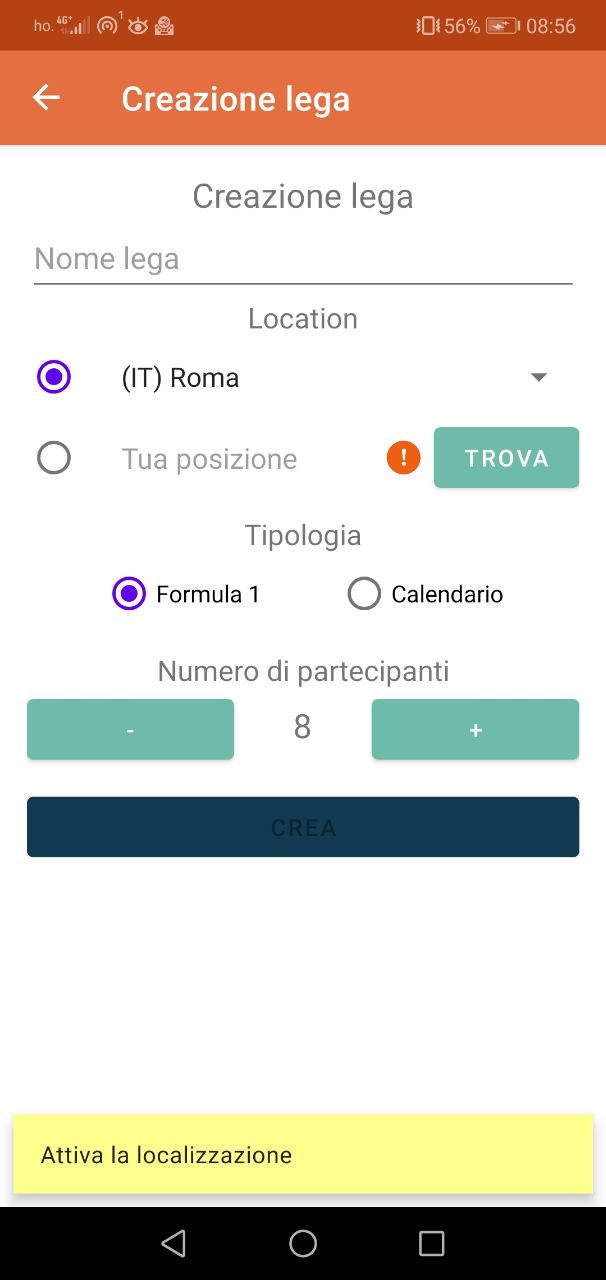 ho. 4G+ 1 56% 08:56
Creazione lega
Creazione lega
Nome lega
Location
(IT) Roma
Tua posizione ! TROVA
Tipologia
Formula 1 Calendario
Numero di partecipanti
- 8 +
CREA
Attiva la localizzazione